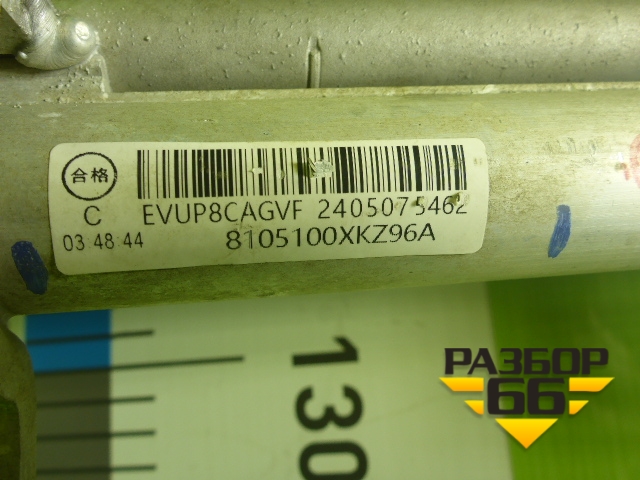 合格
C
03 48 44
EVUP8CAGVF 2405075462
8105100XKZ96A
130
РАЗБОР
66